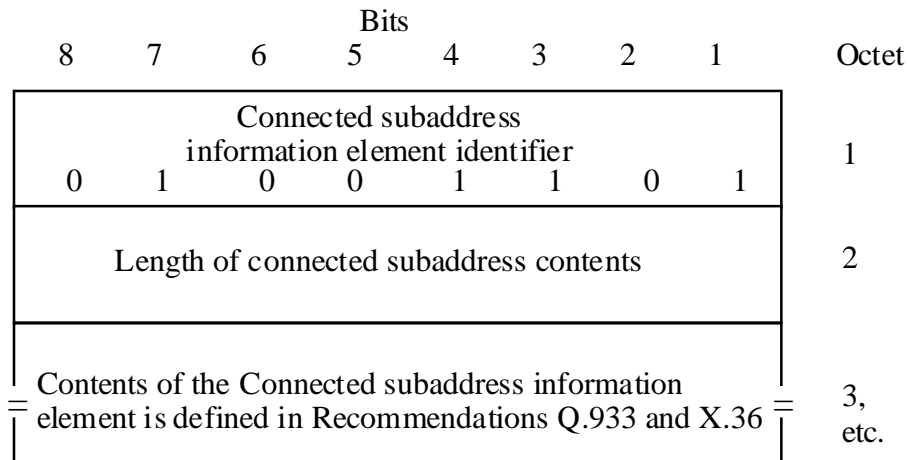 Bits
8 7 6 5 4 3 2 1 Octet
Connected subaddress
information element identifier
0 1 0 0 1 1 0 1
1
Length of connected subaddress contents 2
Contents of the Connected subaddress information
= element is defined in Recommendations Q.933 and X.36 =
3,
etc.